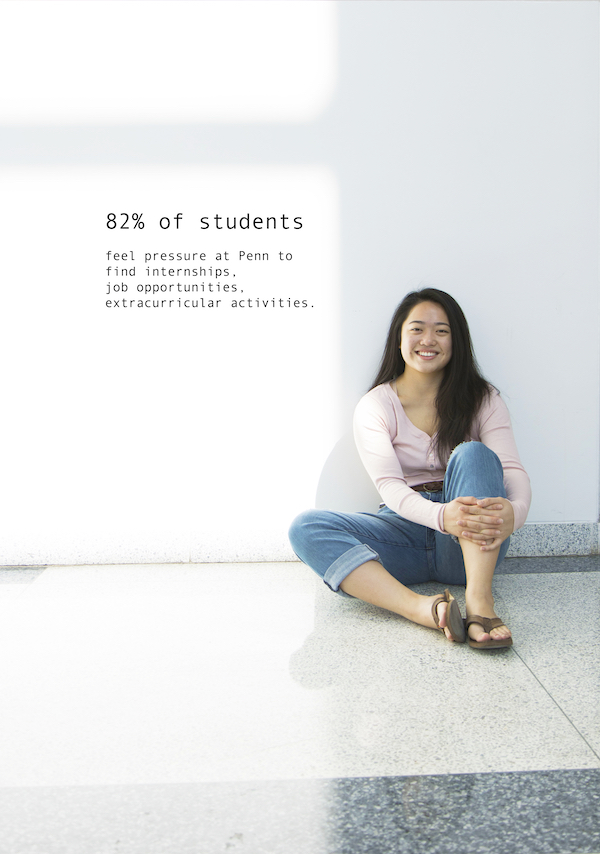 82% of students
feel pressure at Penn to
find internships,
job opportunities,
extracurricular activities.